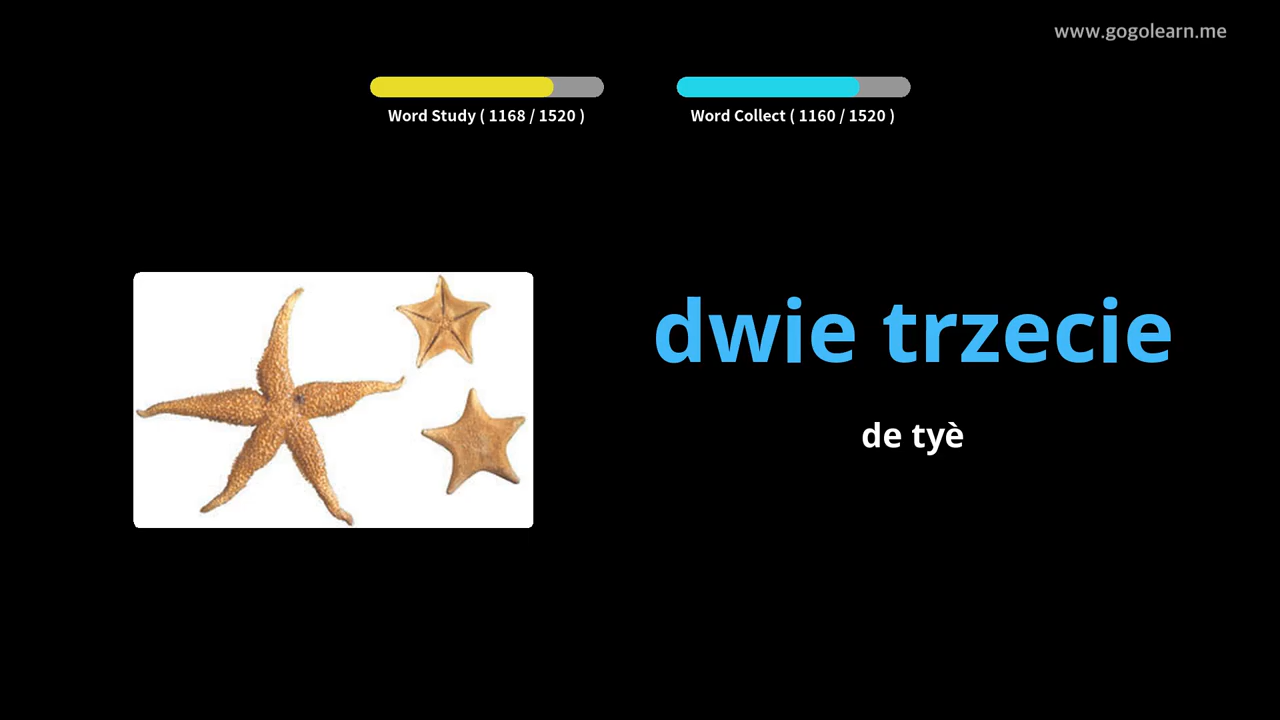 www.gogolearn.me
Word Study ( 1168 / 1520 )
Word Collect ( 1160 / 1520 )
dwie trzecie
de tyè